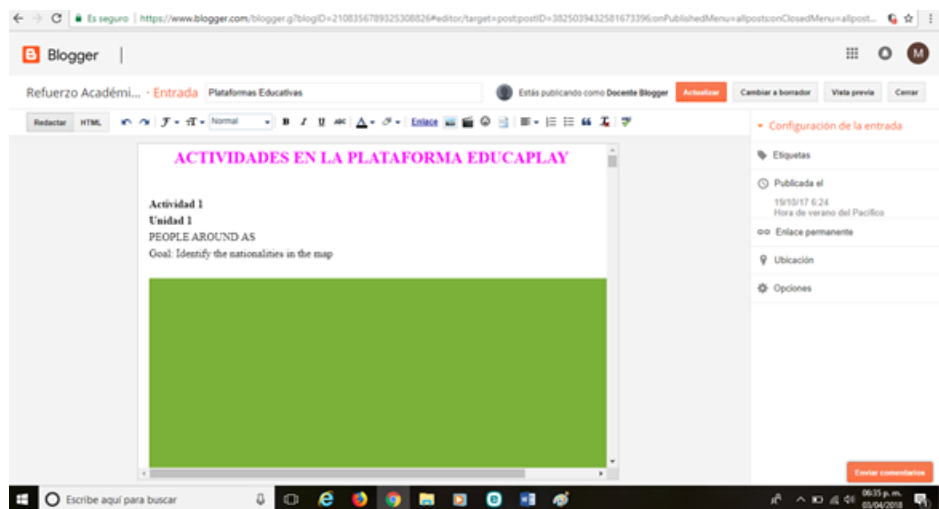 Es seguro | https://www.blogger.com/blogger.g?blogID=2108356789325308826#editor/target=post;postID=3825039432581673396;onPublishedMenu=allposts;onClosedMenu=allpost...
Blogger
M
Refuerzo Académi... · Entrada Plataformas Educativas Estás publicando como Docente Blogger Actualizar Cambiar a borrador Vista previa Cerrar
Redactar HTML Normal B I U ABC A Enlace
Configuración de la entrada
ACTIVIDADES EN LA PLATAFORMA EDUCAPLAY
Etiquetas
Publicada el
19/10/17 6:24
Hora de verano del Pacífico
Enlace permanente
Ubicación
Opciones
Actividad 1
Unidad 1
PEOPLE AROUND AS
Goal: Identify the nationalities in the map
Enviar comentarios
Escribe aquí para buscar
06:35 p. m.
03/04/2018